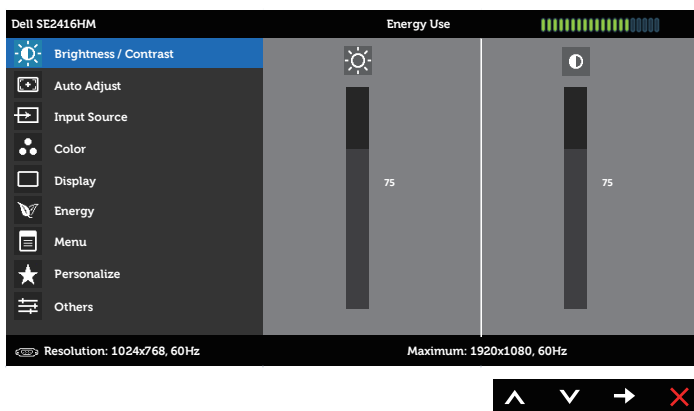 Dell SE2416HM
Energy Use
Brightness / Contrast
Auto Adjust
Input Source
Color
Display
Energy
Menu
Personalize
Others
75
75
Resolution: 1024x768, 60Hz
Maximum: 1920x1080, 60Hz